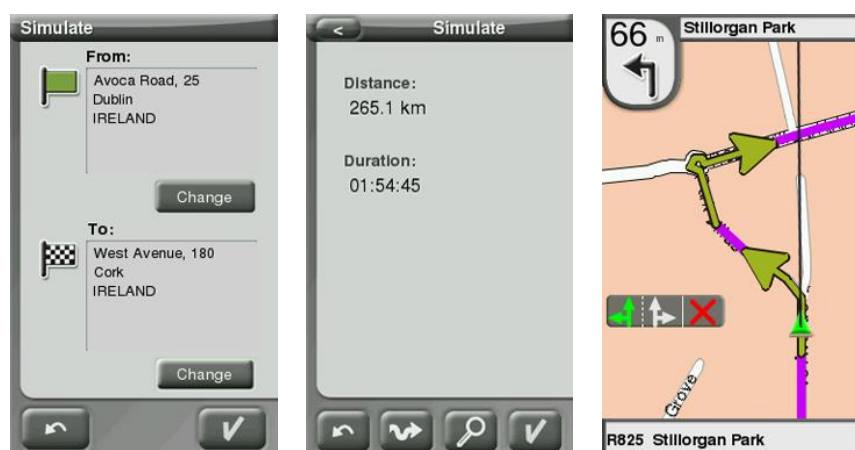 Simulate
From:
Avoca Road, 25
Dublin
IRELAND
Change
To:
West Avenue, 180
Cork
IRELAND
Change
<
Simulate
Distance:
265.1 km
Duration:
01:54:45
66 m
Stillorgan Park
Grove
R825 Stillorgan Park